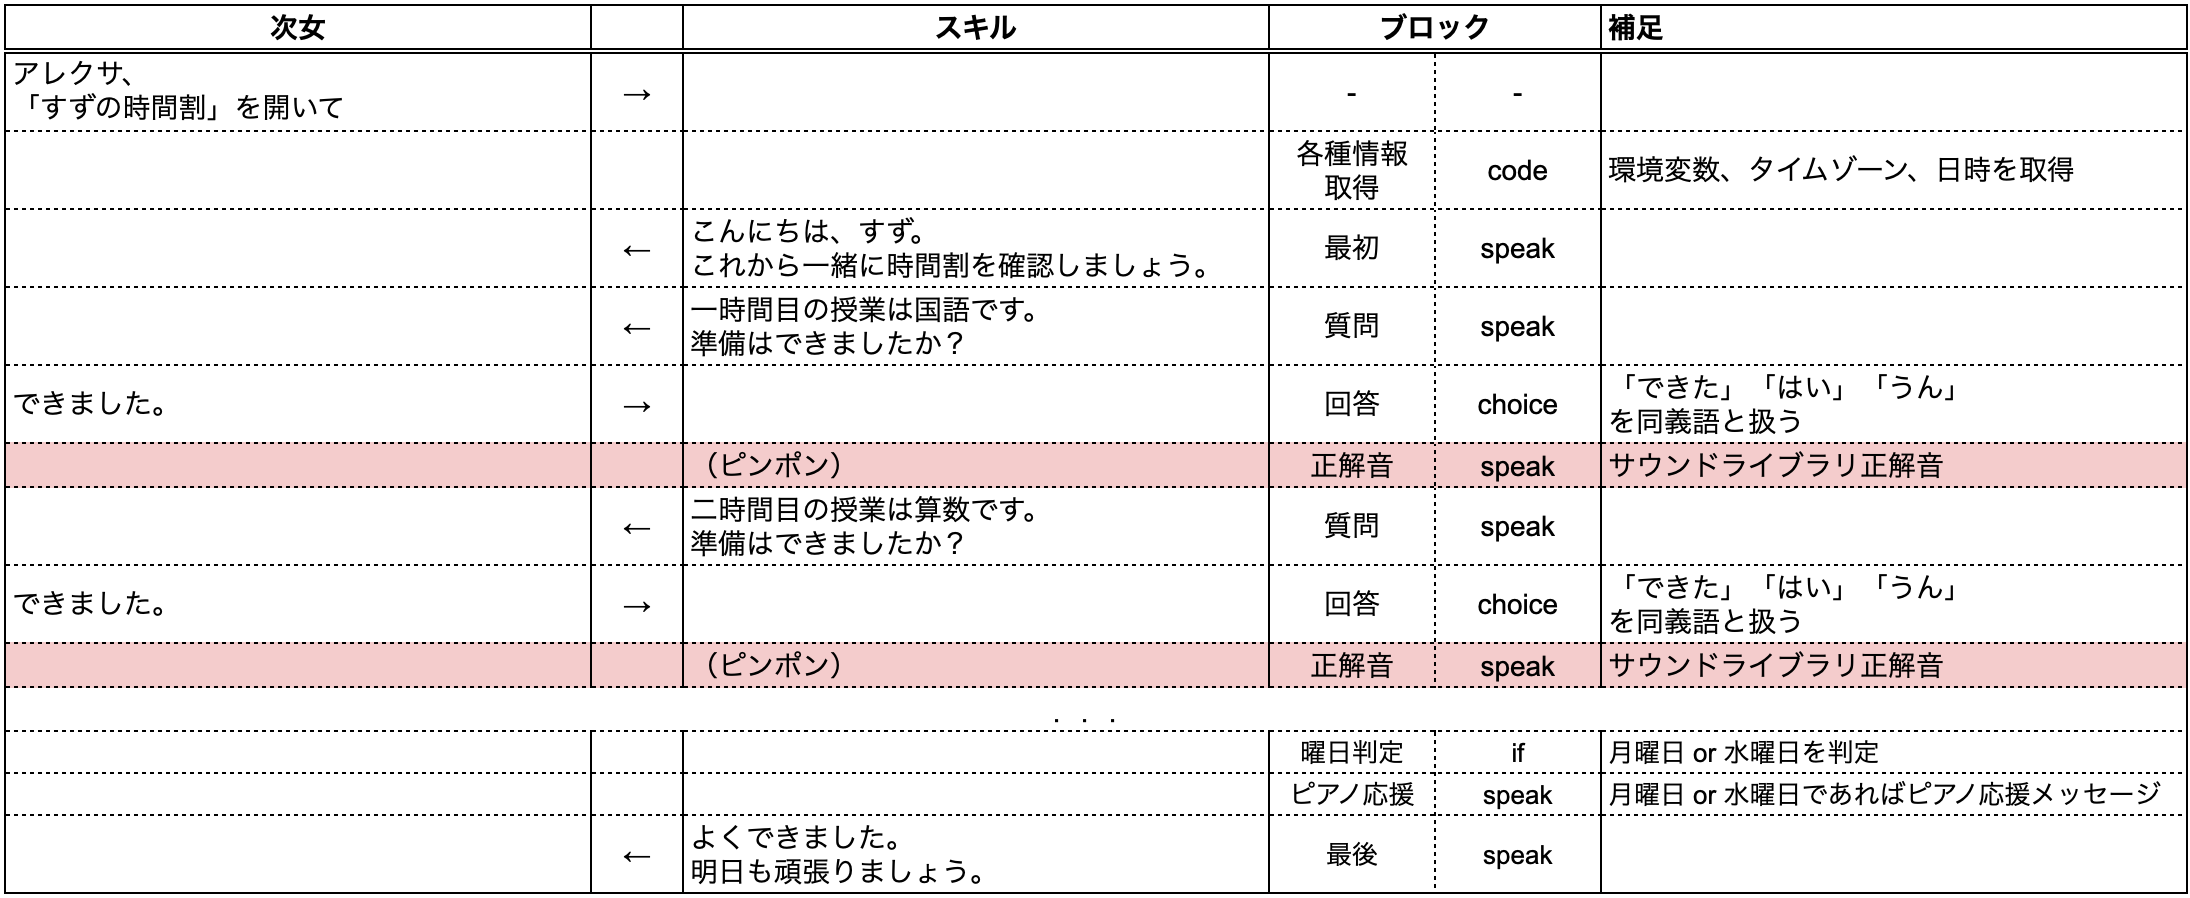 次女 スキル ブロック 補足
アレクサ、
「すずの時間割」を開いて → - -
各種情報
取得 code 環境変数、タイムゾーン、日時を取得
← こんにちは、すず。
これから一緒に時間割を確認しましょう。 最初 speak
← 一時間目の授業は国語です。
準備はできましたか？ 質問 speak
できました。 → 回答 choice 「できた」「はい」「うん」
を同義語と扱う
（ピンポン） 正解音 speak サウンドライブラリ正解音
← 二時間目の授業は算数です。
準備はできましたか？ 質問 speak
できました。 → 回答 choice 「できた」「はい」「うん」
を同義語と扱う
（ピンポン） 正解音 speak サウンドライブラリ正解音
．．．
曜日判定 if 月曜日 or 水曜日を判定
ピアノ応援 speak 月曜日 or 水曜日であればピアノ応援メッセージ
← よくできました。
明日も頑張りましょう。 最後 speak